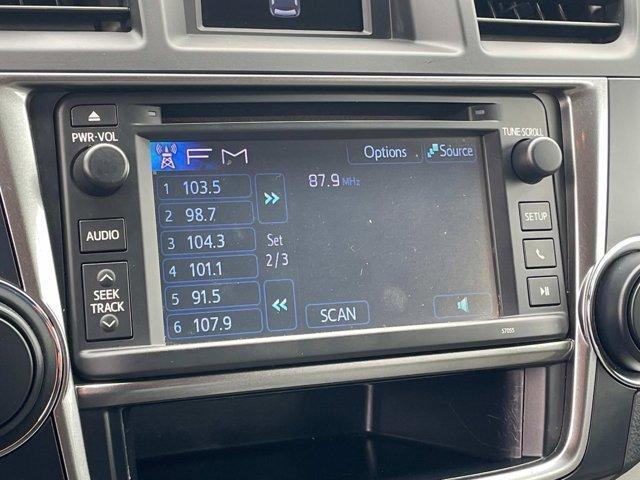 PWR·VOL
TUNE·SCROLL
FM
Options
Source
1 103.5
87.9 MHz
2 98.7
SETUP
AUDIO
3 104.3
Set
2/3
4 101.1
SEEK
TRACK
5 91.5
6 107.9
SCAN
57055